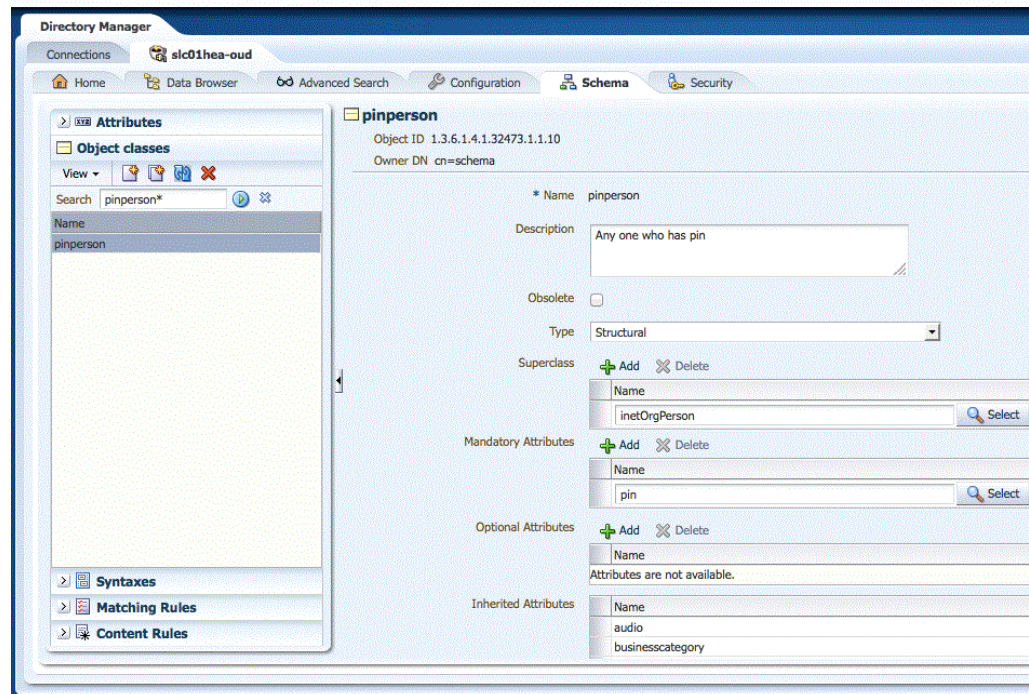 Directory Manager
Connections slc01hea-oud
Home Data Browser Advanced Search Configuration Schema Security
Attributes
Object classes
View
Search pinperson*
Name
pinperson
Syntaxes
Matching Rules
Content Rules
pinperson
Object ID 1.3.6.1.4.1.32473.1.1.10
Owner DN cn=schema
* Name pinperson
Description Any one who has pin
Obsolete
Type Structural
Superclass Add Delete
Name
inetOrgPerson Select
Mandatory Attributes Add Delete
Name
pin Select
Optional Attributes Add Delete
Name
Attributes are not available.
Inherited Attributes Name
audio
businesscategory